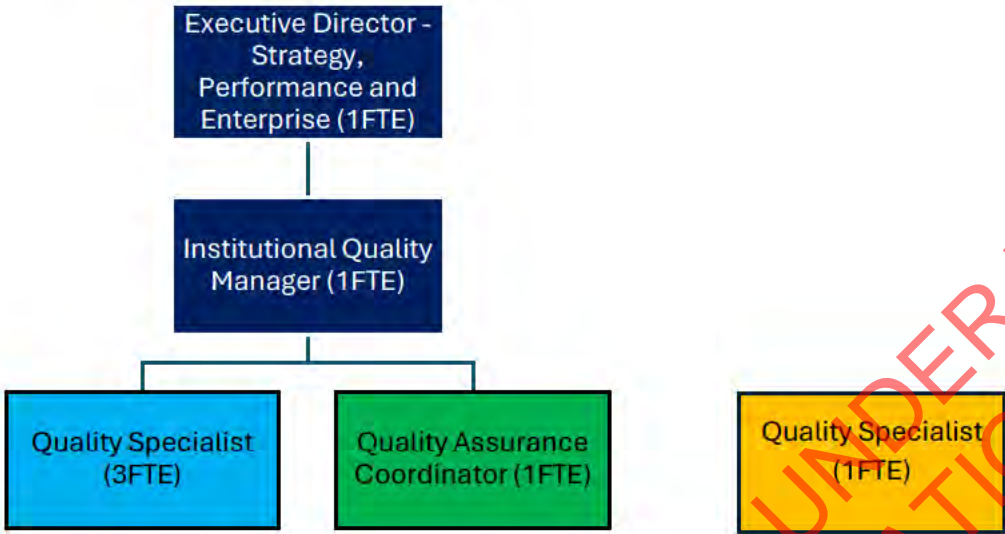 Executive Director -
Strategy,
Performance and
Enterprise (1FTE)
Institutional Quality
Manager (1FTE)
Quality Specialist
(3FTE)
Quality Assurance
Coordinator (1FTE)
Quality Specialist
(1FTE)
UNDER